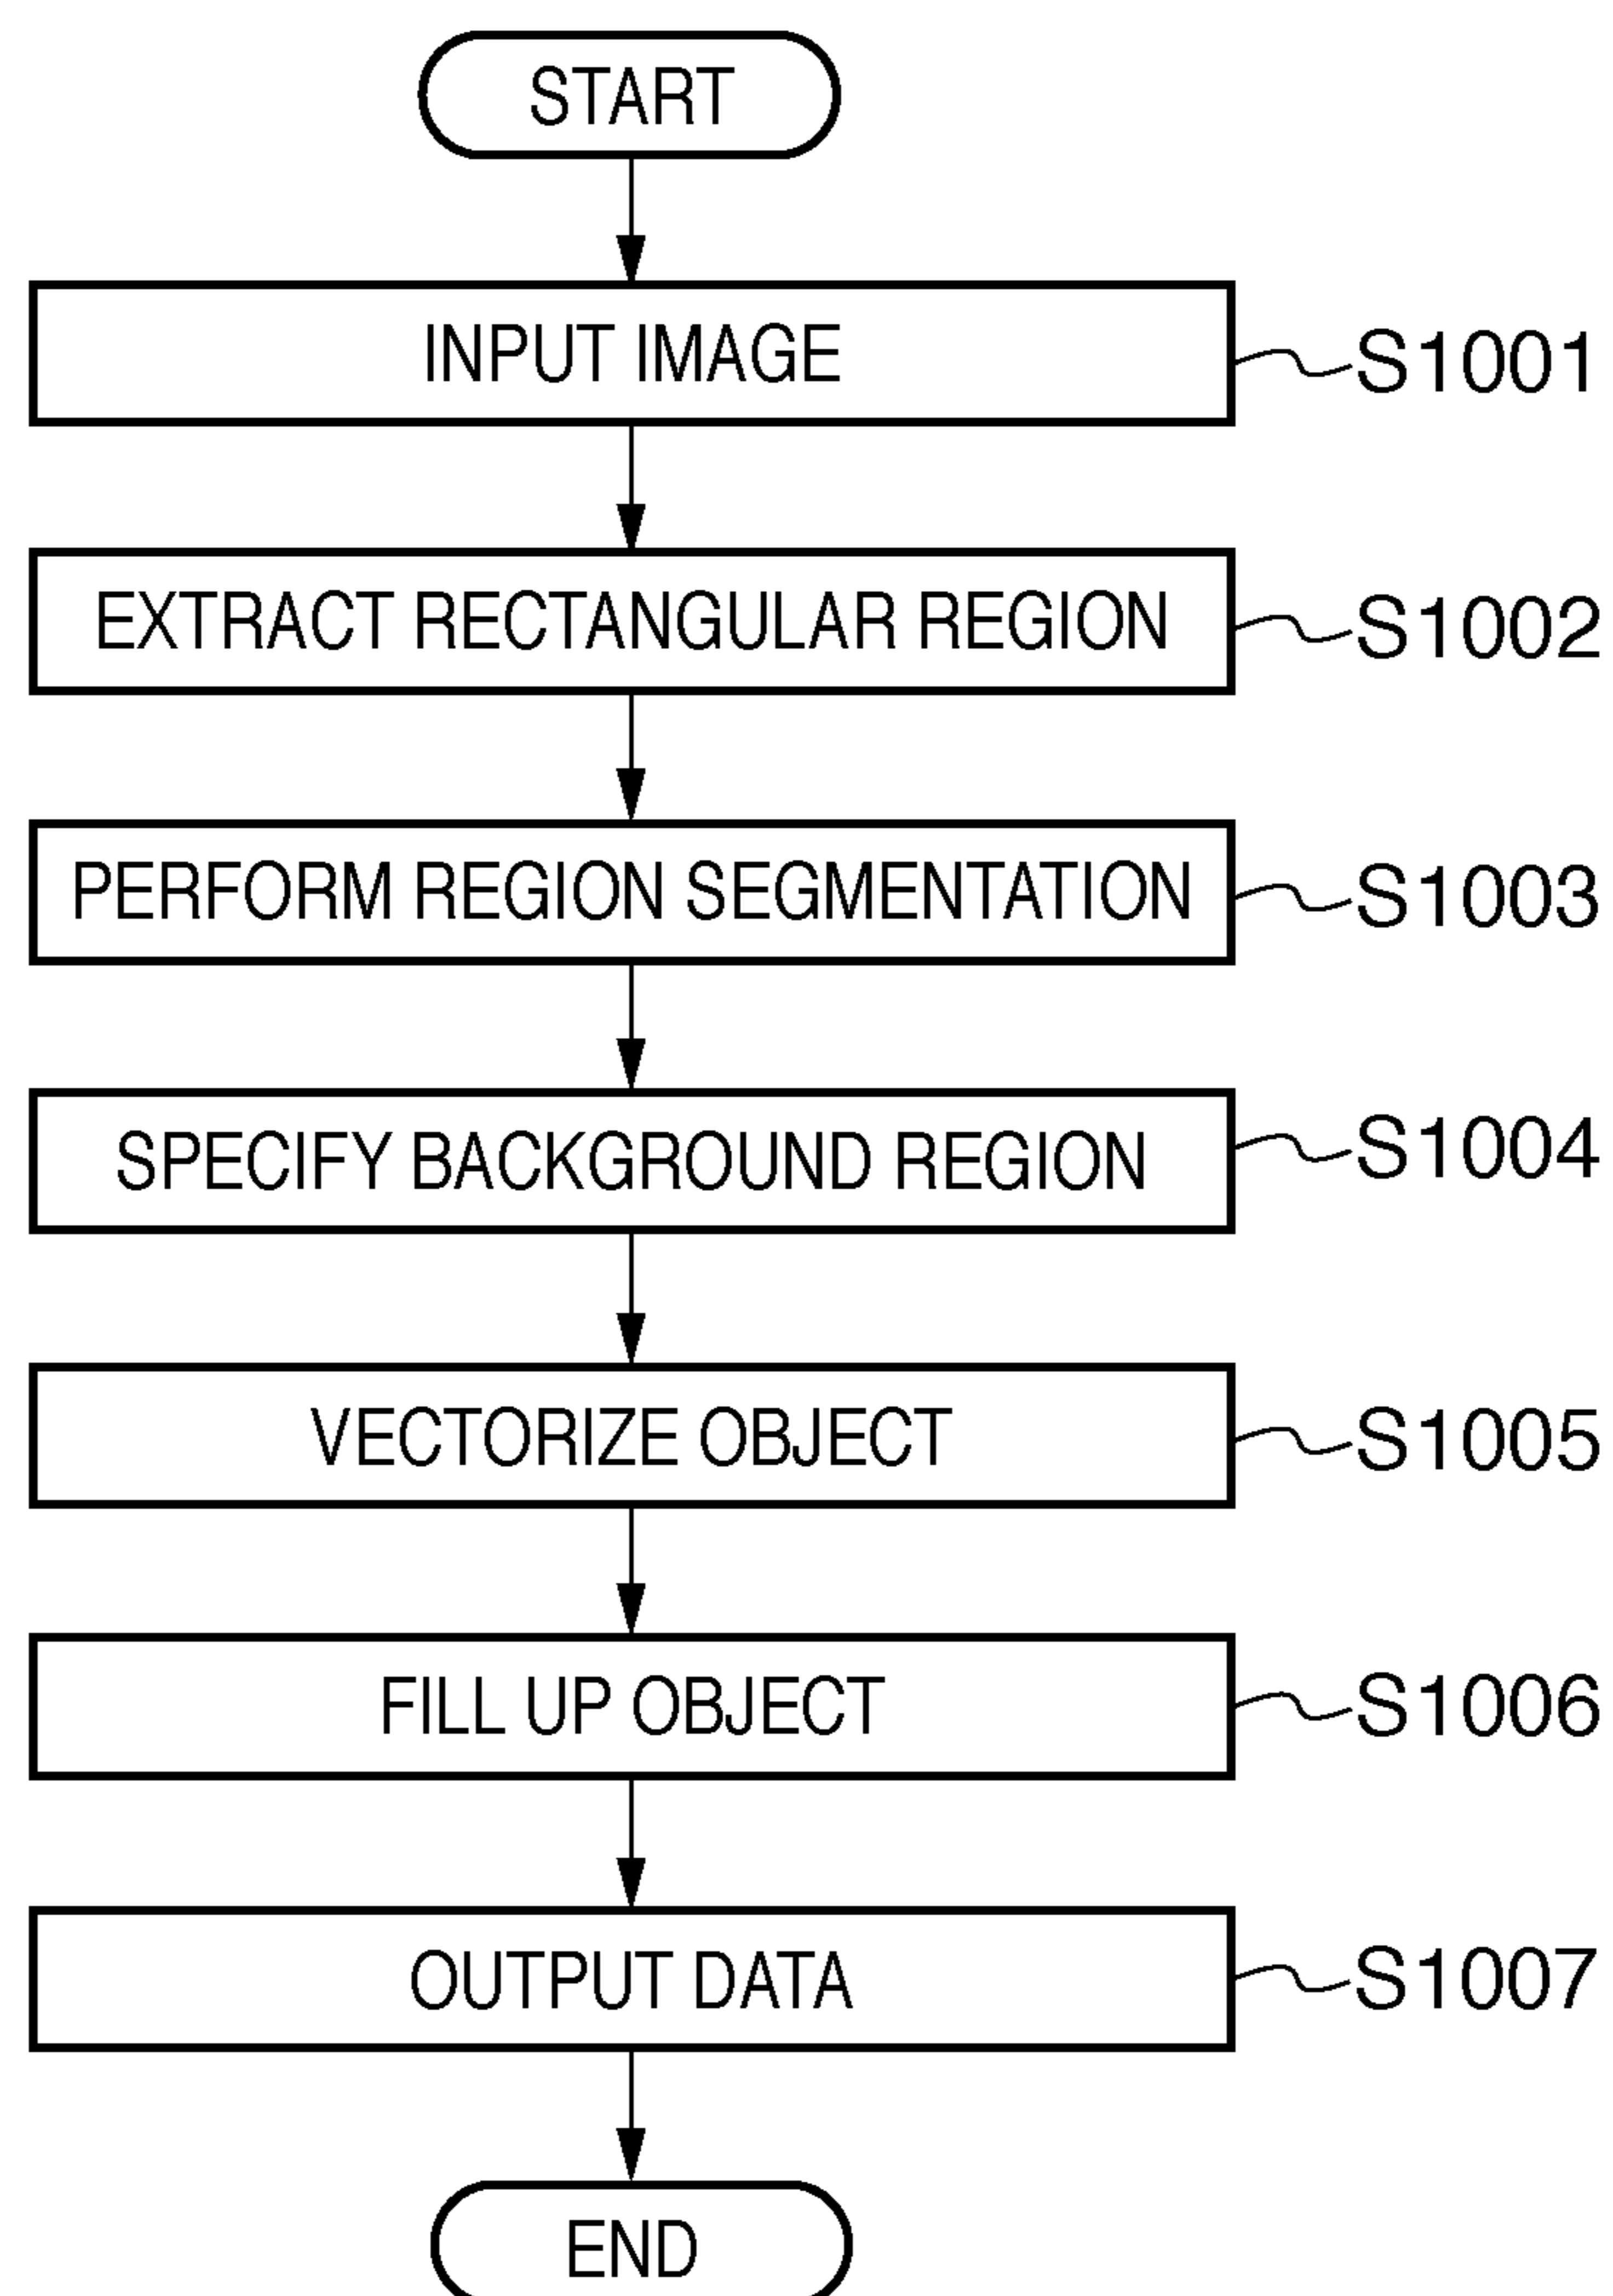 START
INPUT IMAGE S1001
EXTRACT RECTANGULAR REGION S1002
PERFORM REGION SEGMENTATION S1003
SPECIFY BACKGROUND REGION S1004
VECTORIZE OBJECT S1005
FILL UP OBJECT S1006
OUTPUT DATA S1007
END